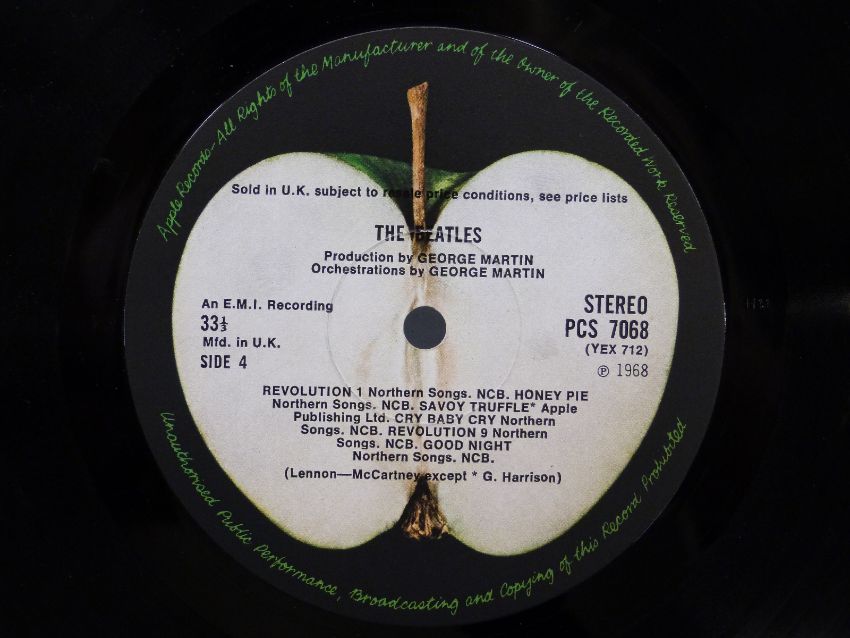 Apple Records-All Rights of the Manufacturer and of the Owner of the Recorded Work Reserved
Sold in U.K. subject to resale price conditions, see price lists
THE BEATLES
Production by GEORGE MARTIN
Orchestrations by GEORGE MARTIN
An E.M.I. Recording
33⅓
Mfd. in U.K.
SIDE 4
STEREO
PCS 7068
(YEX 712)
℗ 1968
REVOLUTION 1 Northern Songs. NCB. HONEY PIE
Northern Songs. NCB. SAVOY TRUFFLE* Apple
Publishing Ltd. CRY BABY CRY Northern
Songs. NCB. REVOLUTION 9 Northern
Songs. NCB. GOOD NIGHT
Northern Songs. NCB.
(Lennon—McCartney except * G. Harrison)
Unauthorised Public Performance, Broadcasting and Copying of this Record Prohibited